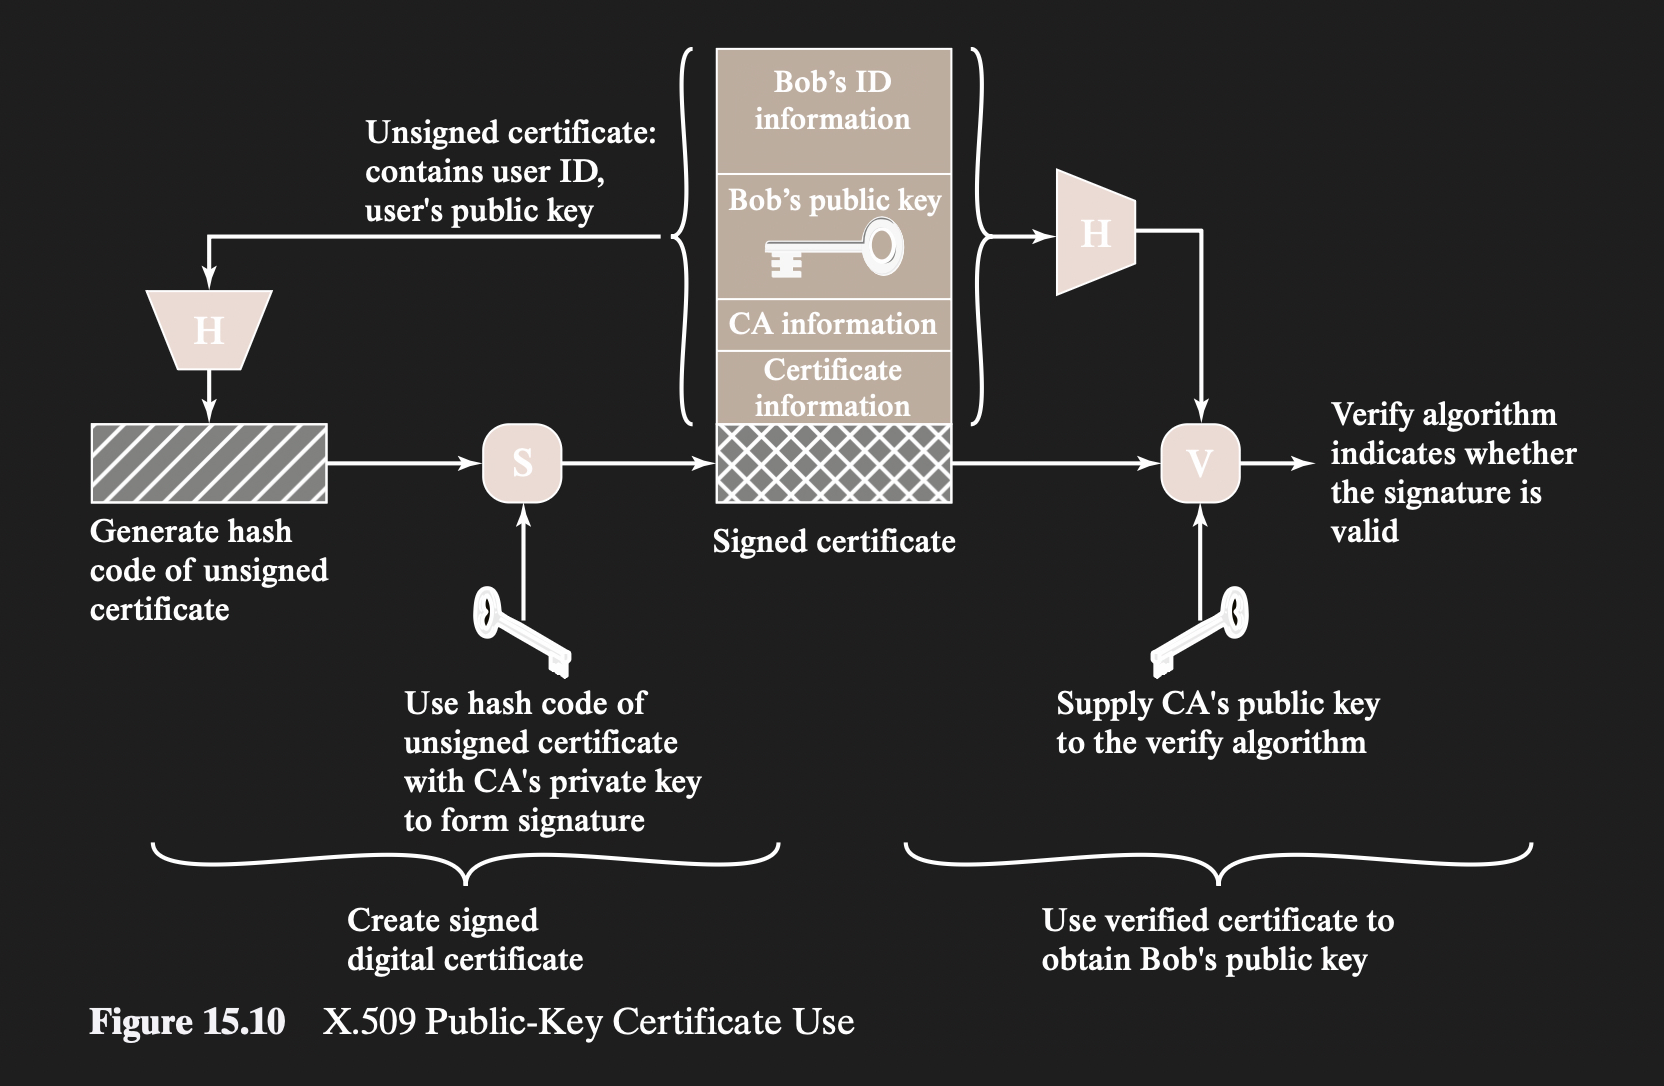 Bob’s ID
information
Unsigned certificate:
contains user ID,
user's public key
Bob’s public key
H
H
CA information
Certificate
information
S
V
Verify algorithm
indicates whether
the signature is
valid
Generate hash
code of unsigned
certificate
Signed certificate
Use hash code of
unsigned certificate
with CA's private key
to form signature
Supply CA's public key
to the verify algorithm
Create signed
digital certificate
Use verified certificate to
obtain Bob's public key
Figure 15.10 X.509 Public-Key Certificate Use